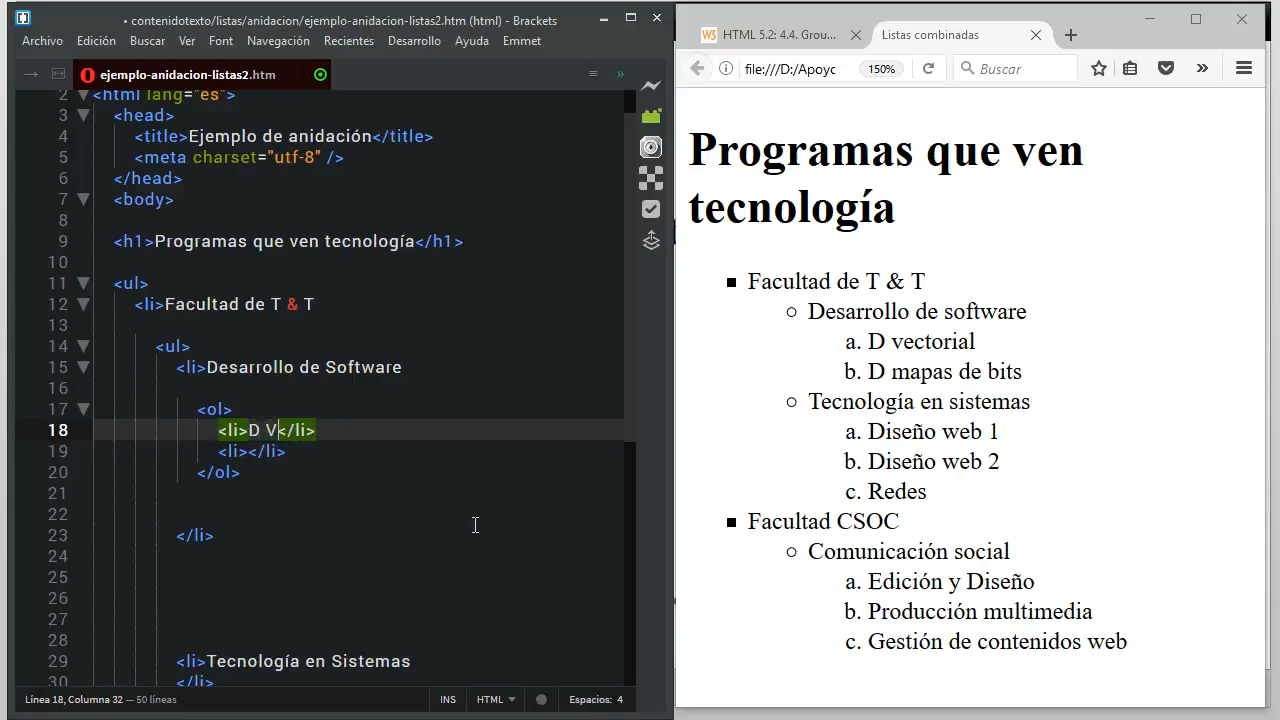 • contenidotexto/listas/anidacion/ejemplo-anidacion-listas2.htm (html) - Brackets
Archivo Edición Buscar Ver Font Navegación Recientes Desarrollo Ayuda Emmet
ejemplo-anidacion-listas2.htm
2 <html lang="es">
3 <head>
4 <title>Ejemplo de anidación</title>
5 <meta charset="utf-8" />
6 </head>
7 <body>
8
9 <h1>Programas que ven tecnología</h1>
10
11 <ul>
12 <li>Facultad de T & T
13
14 <ul>
15 <li>Desarrollo de Software
16
17 <ol>
18 <li>D V</li>
19 <li></li>
20 </ol>
21
22
23 </li>
24
25
26
27
28
29 <li>Tecnología en Sistemas
30 </li>
Línea 18, Columna 32 — 50 líneas INS HTML Espacios: 4
HTML 5.2: 4.4. Grou... Listas combinadas
file:///D:/Apoyc 150% Buscar
Programas que ven
tecnología
Facultad de T & T
Desarrollo de software
a. D vectorial
b. D mapas de bits
Tecnología en sistemas
a. Diseño web 1
b. Diseño web 2
c. Redes
Facultad CSOC
Comunicación social
a. Edición y Diseño
b. Producción multimedia
c. Gestión de contenidos web